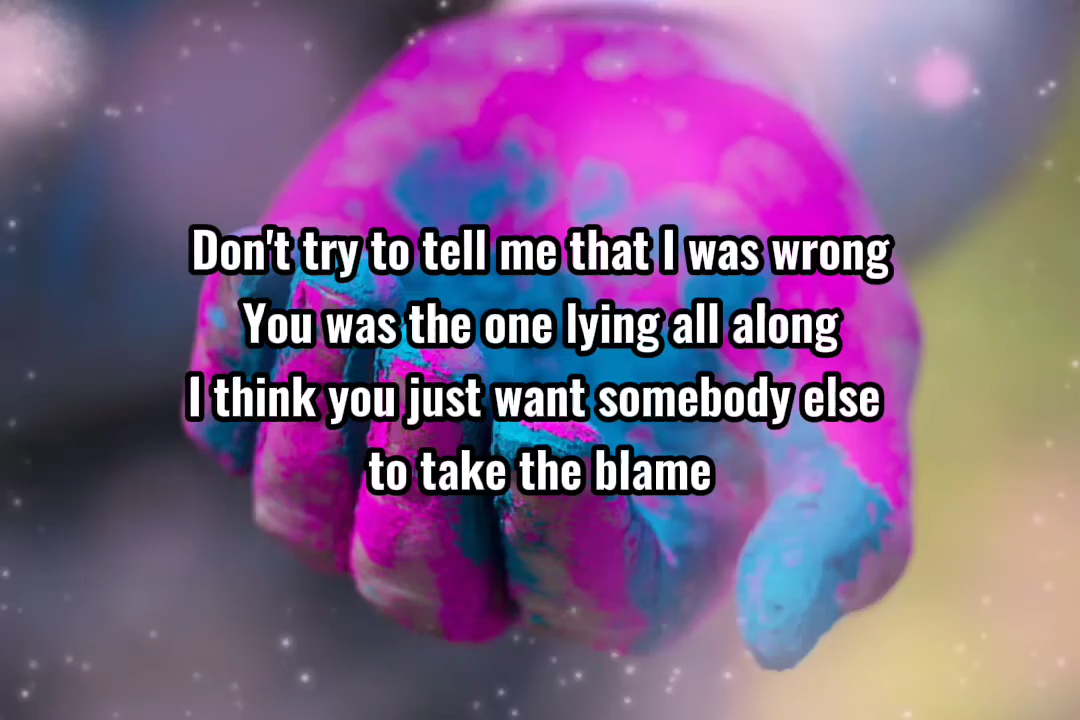 Don't try to tell me that I was wrong
You was the one lying all along
I think you just want somebody else
to take the blame